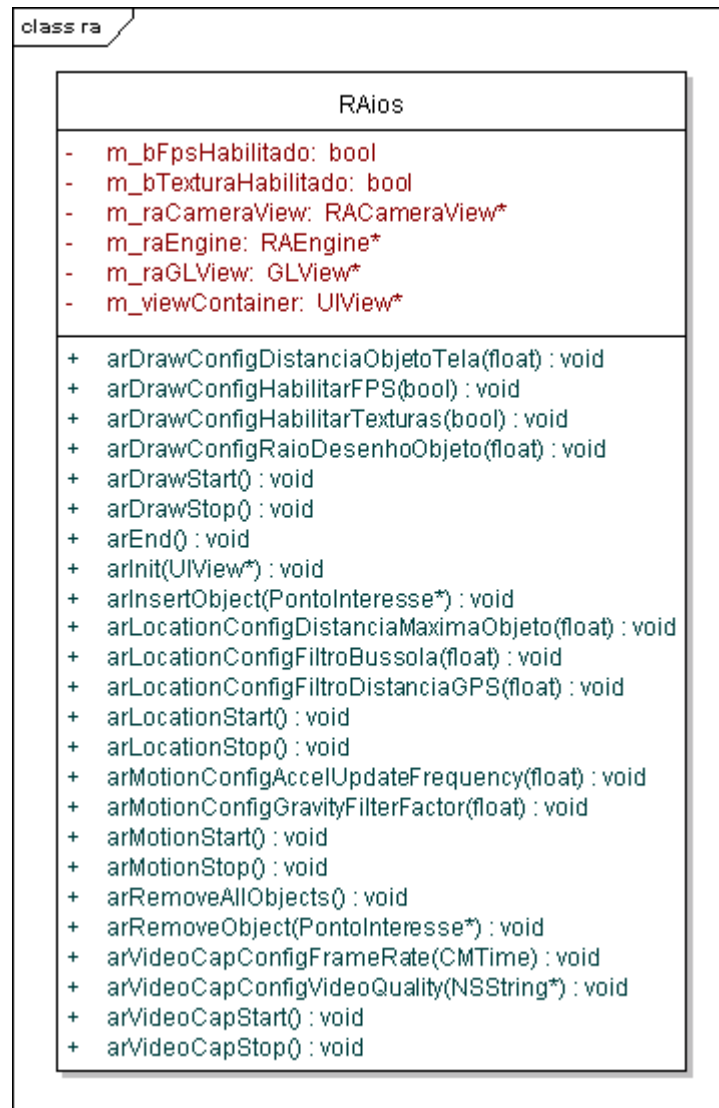 class ra
RAios
- m_bFpsHabilitado: bool
- m_bTexturaHabilitado: bool
- m_raCameraView: RACameraView*
- m_raEngine: RAEngine*
- m_raGLView: GLView*
- m_viewContainer: UIView*
+ arDrawConfigDistanciaObjetoTela(float) : void
+ arDrawConfigHabilitarFPS(bool) : void
+ arDrawConfigHabilitarTexturas(bool) : void
+ arDrawConfigRaioDesenhoObjeto(float) : void
+ arDrawStart() : void
+ arDrawStop() : void
+ arEnd() : void
+ arInit(UIView*) : void
+ arInsertObject(PontoInteresse*) : void
+ arLocationConfigDistanciaMaximaObjeto(float) : void
+ arLocationConfigFiltroBussola(float) : void
+ arLocationConfigFiltroDistanciaGPS(float) : void
+ arLocationStart() : void
+ arLocationStop() : void
+ arMotionConfigAccelUpdateFrequency(float) : void
+ arMotionConfigGravityFilterFactor(float) : void
+ arMotionStart() : void
+ arMotionStop() : void
+ arRemoveAllObjects() : void
+ arRemoveObject(PontoInteresse*) : void
+ arVideoCapConfigFrameRate(CMTime) : void
+ arVideoCapConfigVideoQuality(NSString*) : void
+ arVideoCapStart() : void
+ arVideoCapStop() : void